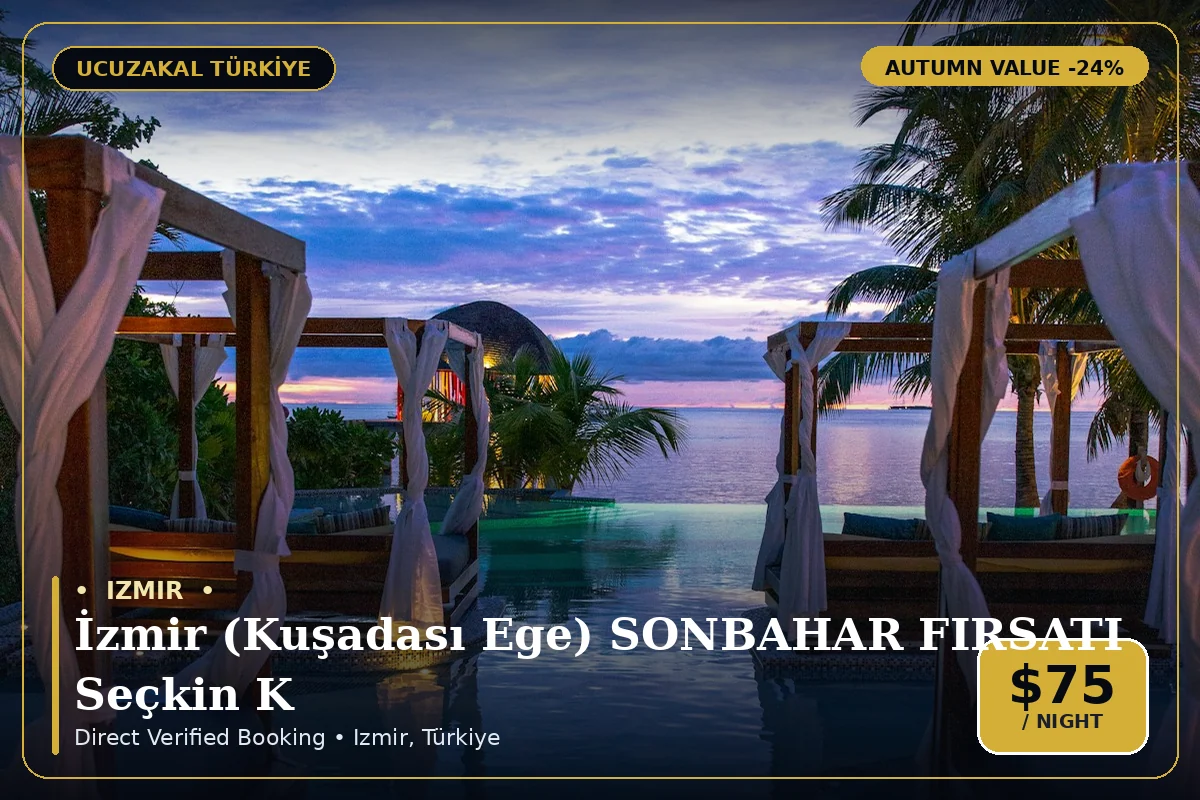 UCUZAKAL TÜRKİYE
AUTUMN VALUE -24%
• IZMIR •
İzmir (Kuşadası Ege) SONBAHAR FIRSATI
Seçkin K
Direct Verified Booking • Izmir, Türkiye
$75
/ NIGHT